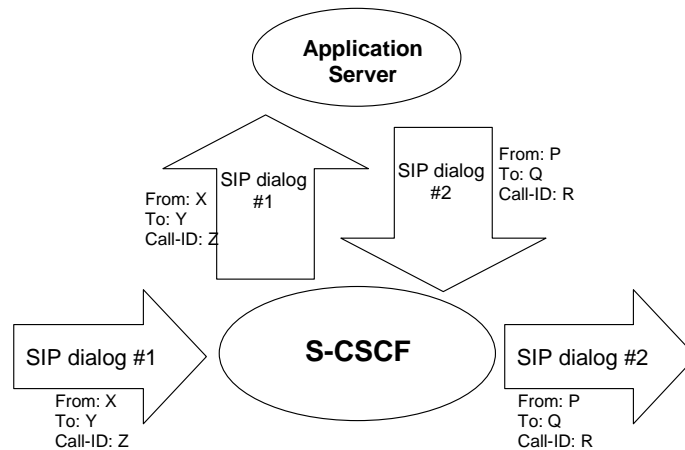 Application
Server
SIP dialog
#1
From: X
To: Y
Call-ID: Z
SIP dialog
#2
From: P
To: Q
Call-ID: R
SIP dialog #1
From: X
To: Y
Call-ID: Z
S-CSCF
SIP dialog #2
From: P
To: Q
Call-ID: R